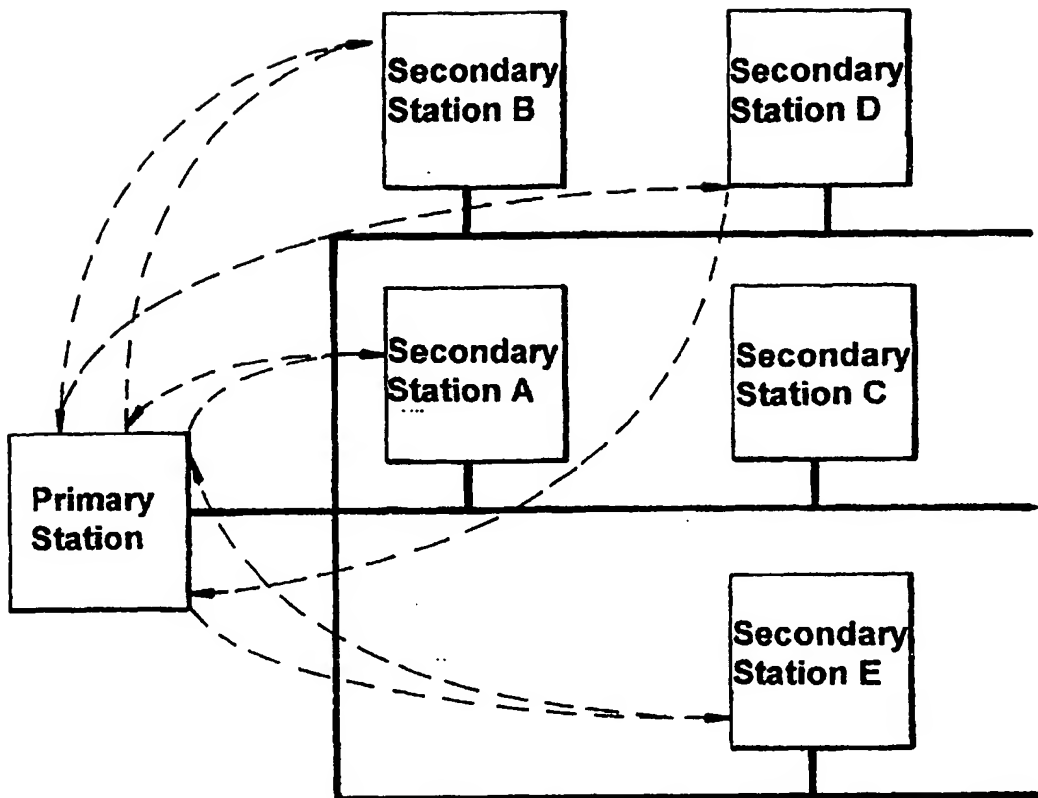 Secondary
Station B
Secondary
Station D
Secondary
Station A
Secondary
Station C
Primary
Station
Secondary
Station E